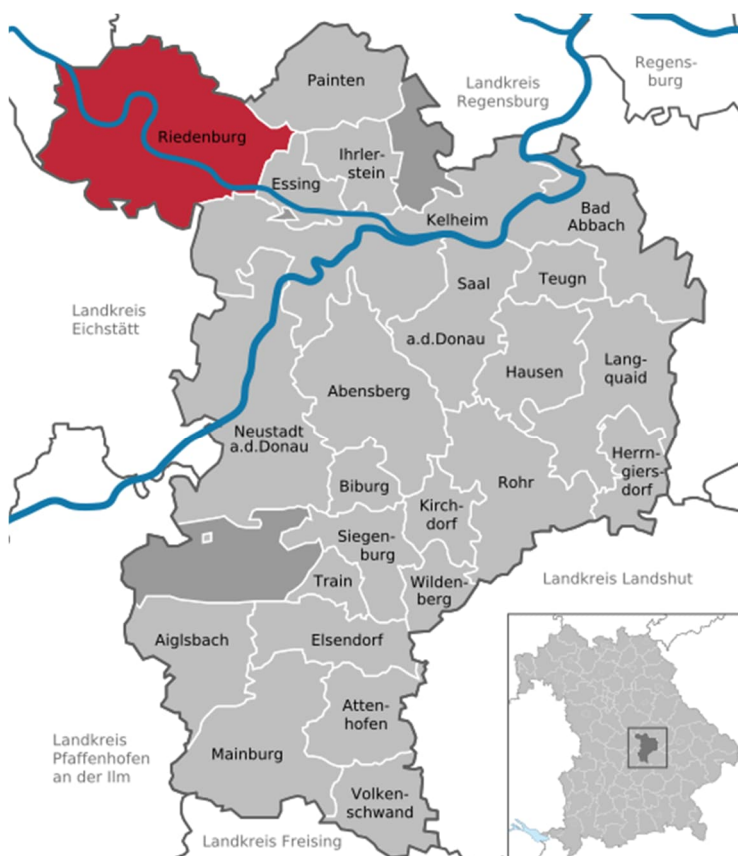 Regens-
burg
Landkreis
Regensburg
Painten
Riedenburg
Ihrler-
stein
Essing
Kelheim
Bad
Abbach
Saal
a.d.Donau
Teugn
Landkreis
Eichstätt
Hausen
Lang-
quaid
Abensberg
Neustadt
a.d.Donau
Herrn-
giers-
dorf
Rohr
Biburg
Kirch-
dorf
Siegen-
burg
Train
Wilden-
berg
Landkreis Landshut
Aiglsbach
Elsendorf
Atten-
hofen
Landkreis
Pfaffenhofen
an der Ilm
Mainburg
Volken-
schwand
Landkreis Freising